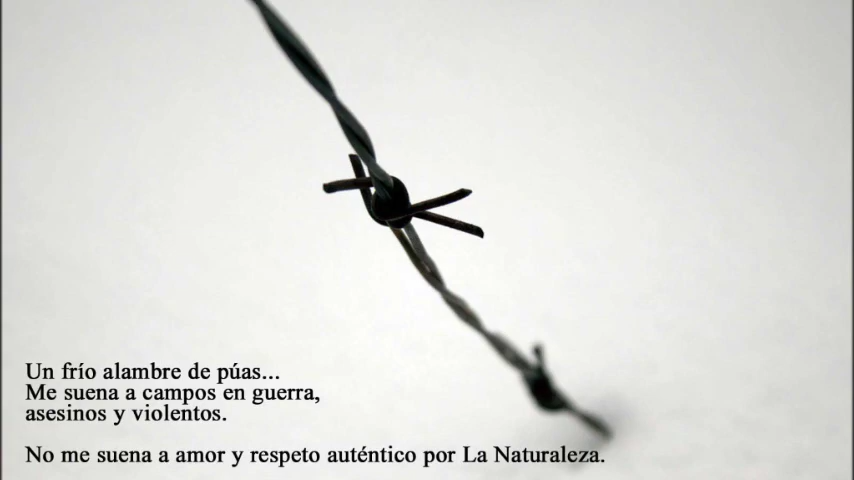 Un frío alambre de púas...
Me suena a campos en guerra,
asesinos y violentos.
No me suena a amor y respeto auténtico por La Naturaleza.